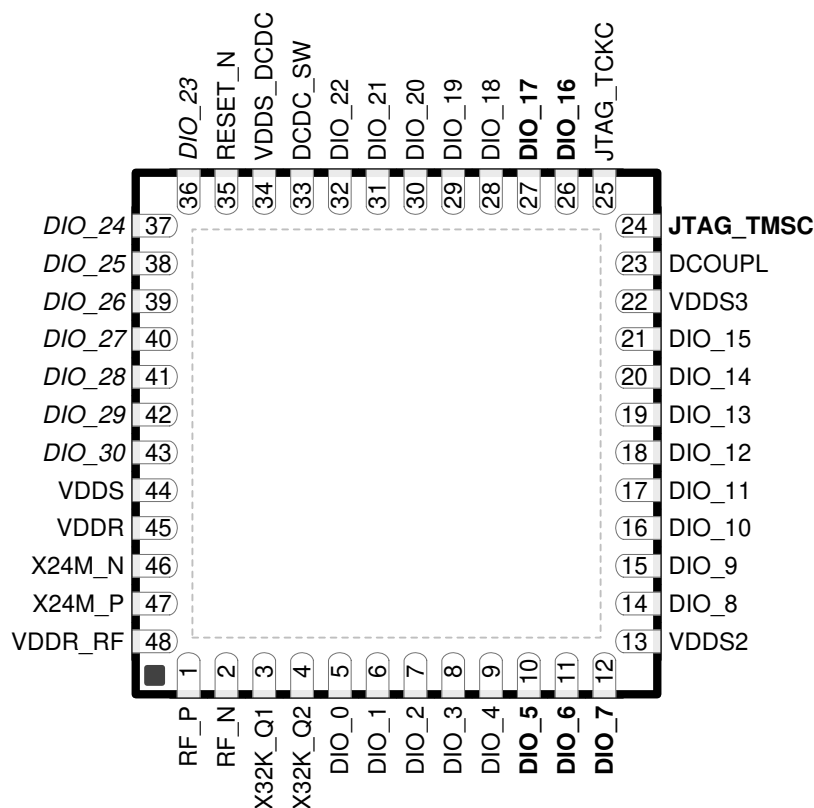 DIO_23
RESET_N
VDDS_DCDC
DCDC_SW
DIO_22
DIO_21
DIO_20
DIO_19
DIO_18
DIO_17
DIO_16
JTAG_TCKC
36
35
34
33
32
31
30
29
28
27
26
25
DIO_24 37
DIO_25 38
DIO_26 39
DIO_27 40
DIO_28 41
DIO_29 42
DIO_30 43
VDDS 44
VDDR 45
X24M_N 46
X24M_P 47
VDDR_RF 48
24 JTAG_TMSC
23 DCOUPL
22 VDDS3
21 DIO_15
20 DIO_14
19 DIO_13
18 DIO_12
17 DIO_11
16 DIO_10
15 DIO_9
14 DIO_8
13 VDDS2
1
2
3
4
5
6
7
8
9
10
11
12
RF_P
RF_N
X32K_Q1
X32K_Q2
DIO_0
DIO_1
DIO_2
DIO_3
DIO_4
DIO_5
DIO_6
DIO_7